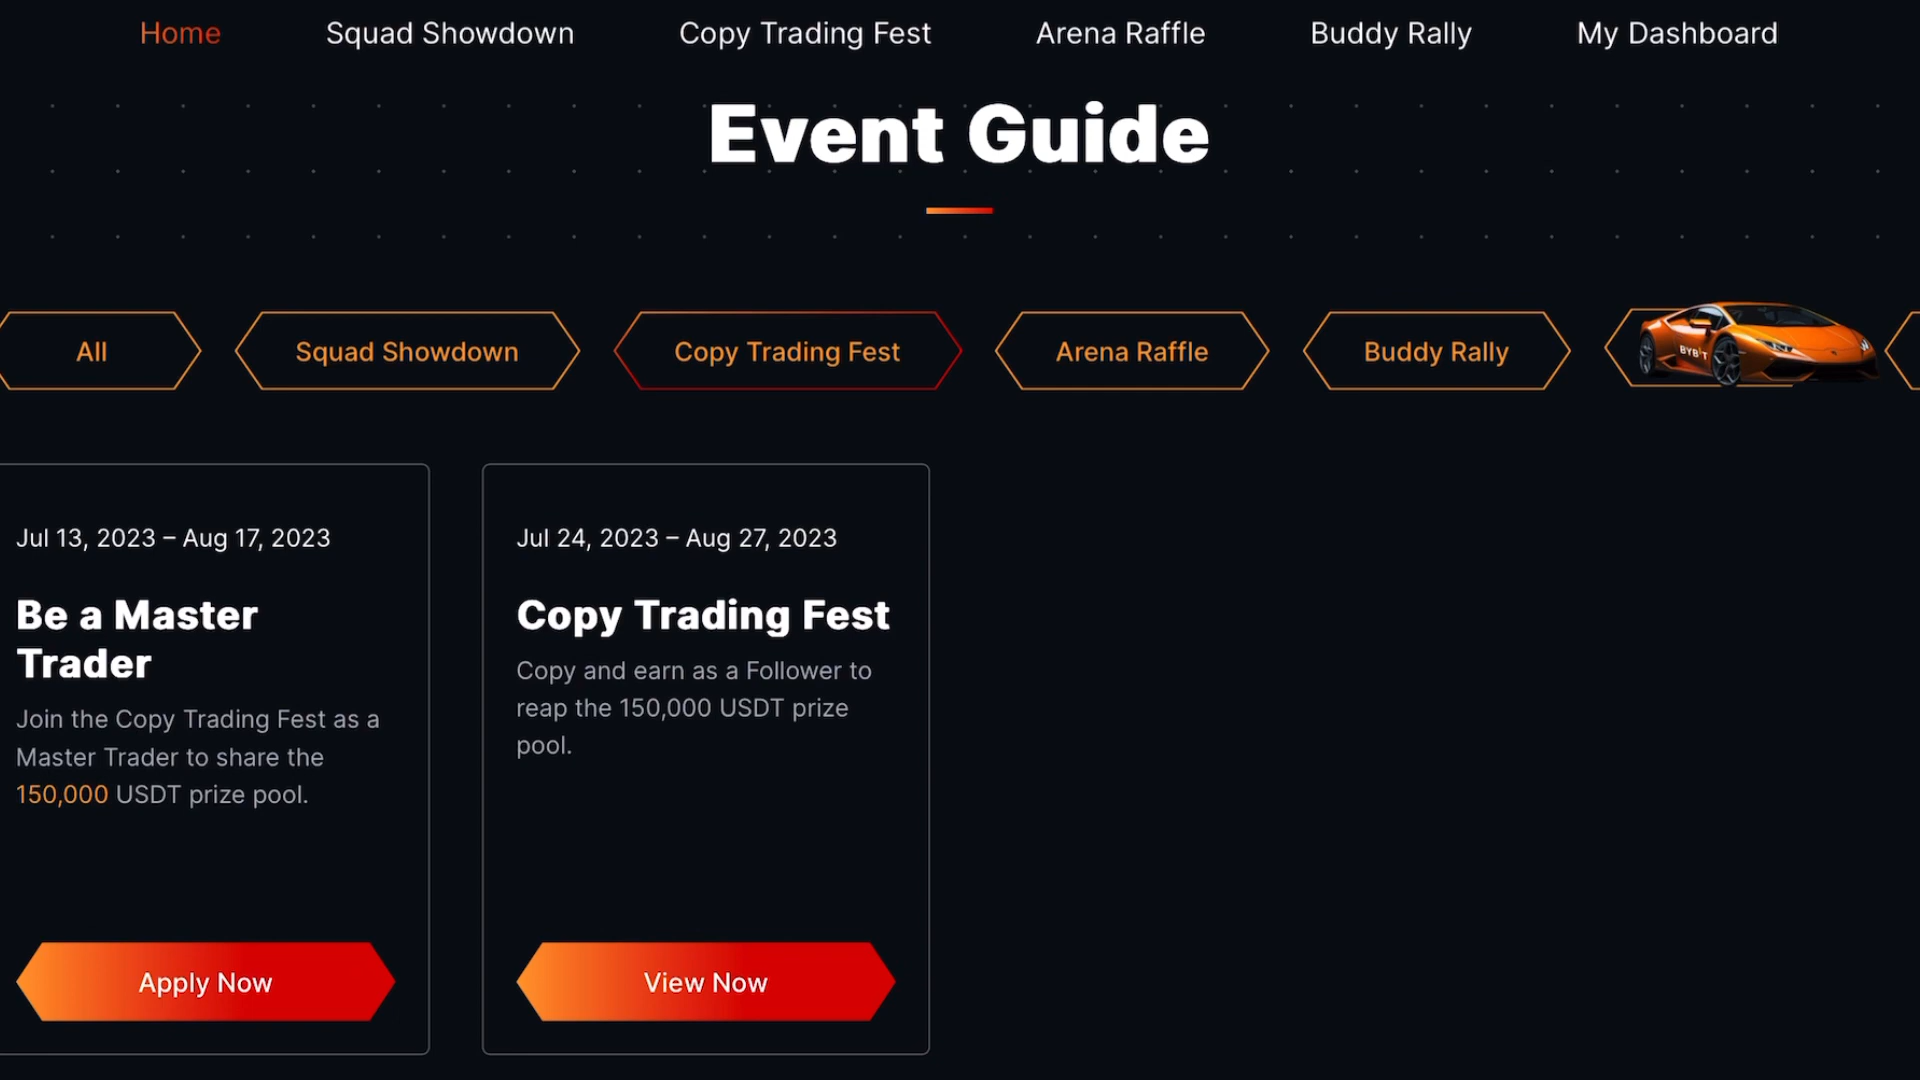 Home Squad Showdown Copy Trading Fest Arena Raffle Buddy Rally My Dashboard
Event Guide
All Squad Showdown Copy Trading Fest Arena Raffle Buddy Rally
BYBIT
Jul 13, 2023 – Aug 17, 2023
Be a Master
Trader
Join the Copy Trading Fest as a
Master Trader to share the
150,000 USDT prize pool.
Apply Now
Jul 24, 2023 – Aug 27, 2023
Copy Trading Fest
Copy and earn as a Follower to
reap the 150,000 USDT prize
pool.
View Now